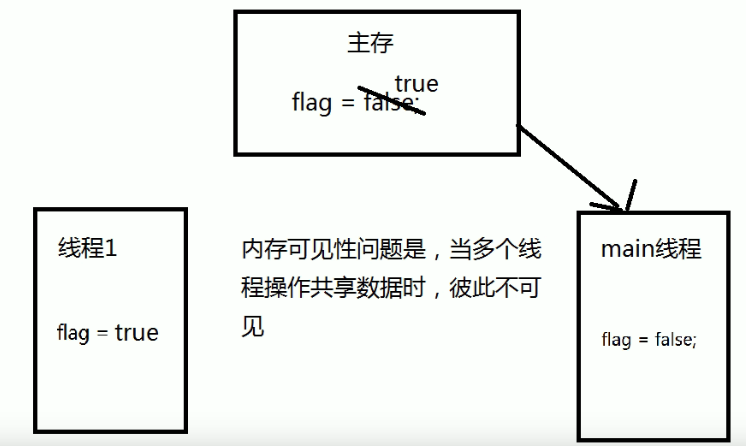 主存
true
flag = false;
线程1
flag = true
内存可见性问题是，当多个线
程操作共享数据时，彼此不可
见
main线程
flag = false;